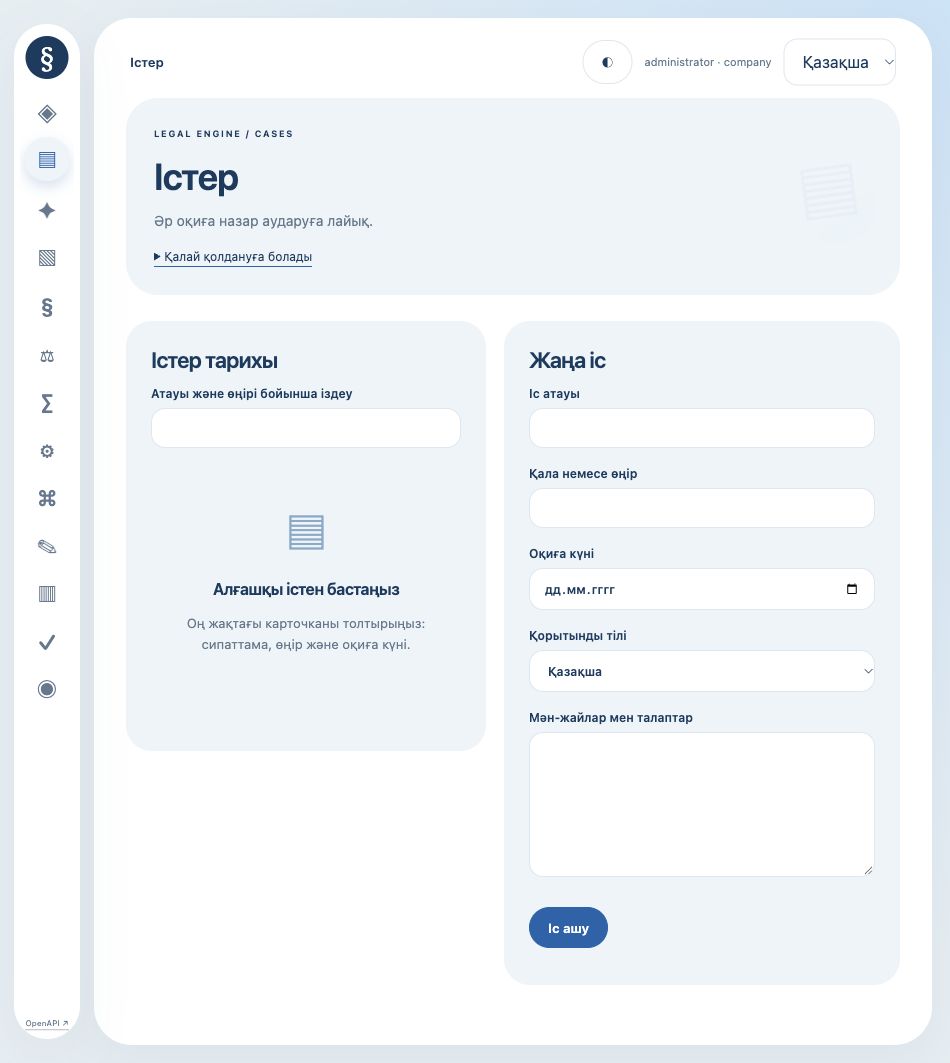 §
Істер
administrator · company
Қазақша
LEGAL ENGINE / CASES
Істер
Әр оқиға назар аударуға лайық.
Қалай қолдануға болады
§
Істер тарихы
Атауы және өңірі бойынша іздеу
Алғашқы істен бастаңыз
Оң жақтағы карточканы толтырыңыз:
сипаттама, өңір және оқиға күні.
Жаңа іс
Іс атауы
Қала немесе өңір
Оқиға күні
дд.мм.гггг
Қорытынды тілі
Қазақша
Мән-жайлар мен талаптар
Іс ашу
OpenAPI ↗